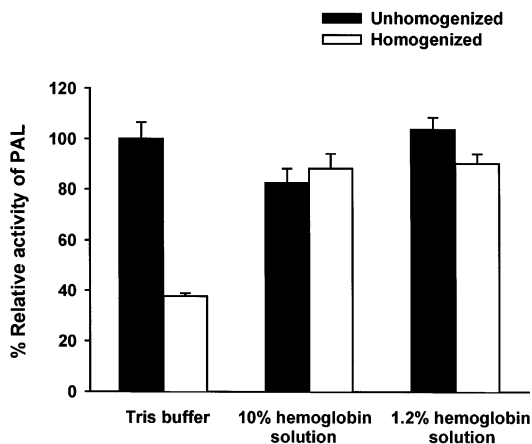 Unhomogenized
Homogenized
% Relative activity of PAL
120
100
80
60
40
20
0
Tris buffer
10% hemoglobin
solution
1.2% hemoglobin
solution